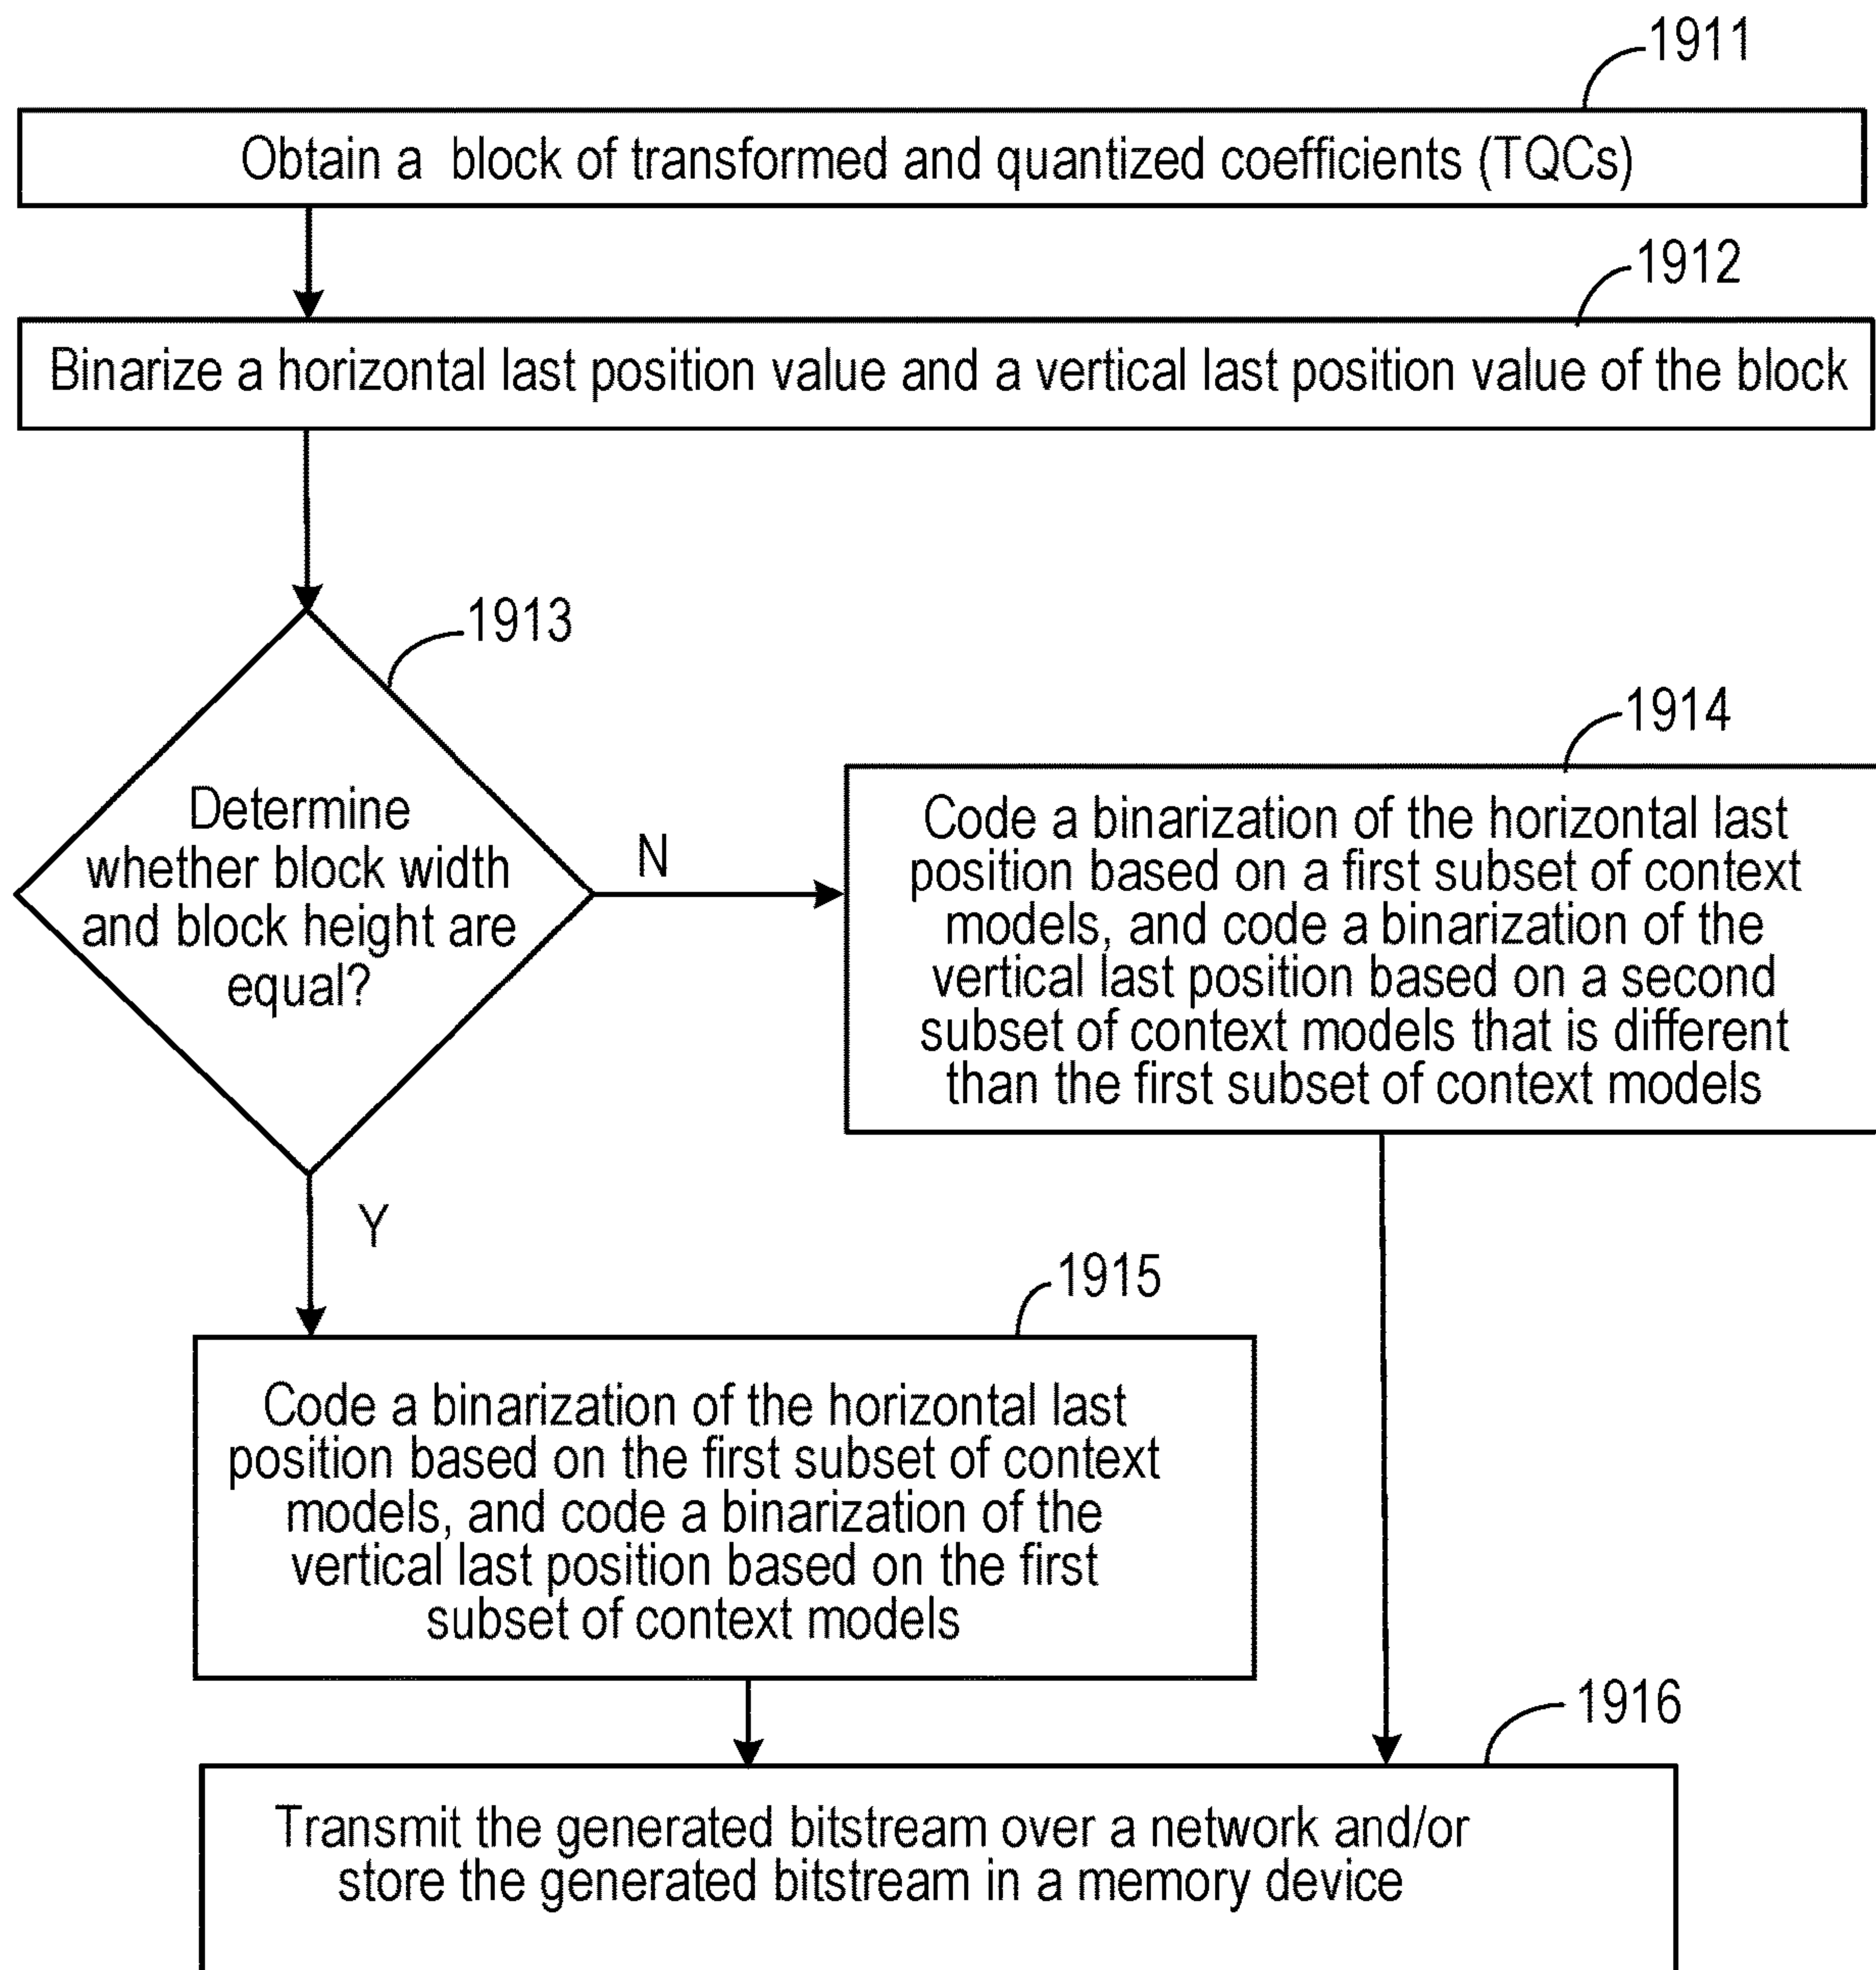 1911
Obtain a block of transformed and quantized coefficients (TQCs)
1912
Binarize a horizontal last position value and a vertical last position value of the block
1913
Determine
whether block width
and block height are
equal?
N
1914
Code a binarization of the horizontal last
position based on a first subset of context
models, and code a binarization of the
vertical last position based on a second
subset of context models that is different
than the first subset of context models
Y
1915
Code a binarization of the horizontal last
position based on the first subset of context
models, and code a binarization of the
vertical last position based on the first
subset of context models
1916
Transmit the generated bitstream over a network and/or
store the generated bitstream in a memory device